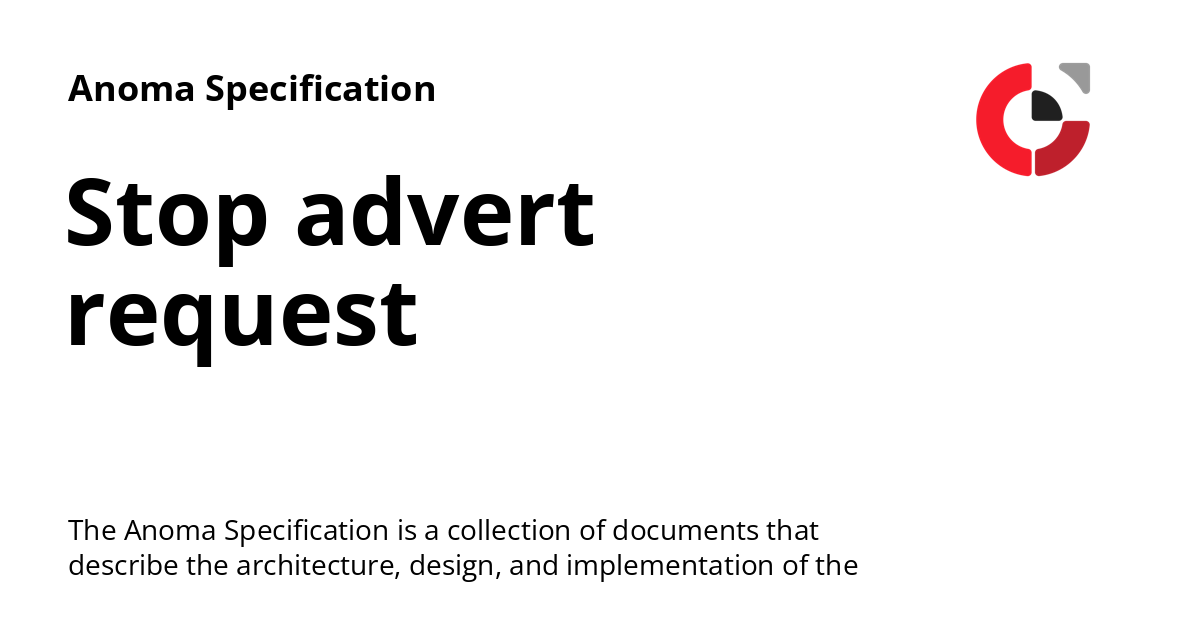 Anoma Specification
Stop advert
request
The Anoma Specification is a collection of documents that
describe the architecture, design, and implementation of the